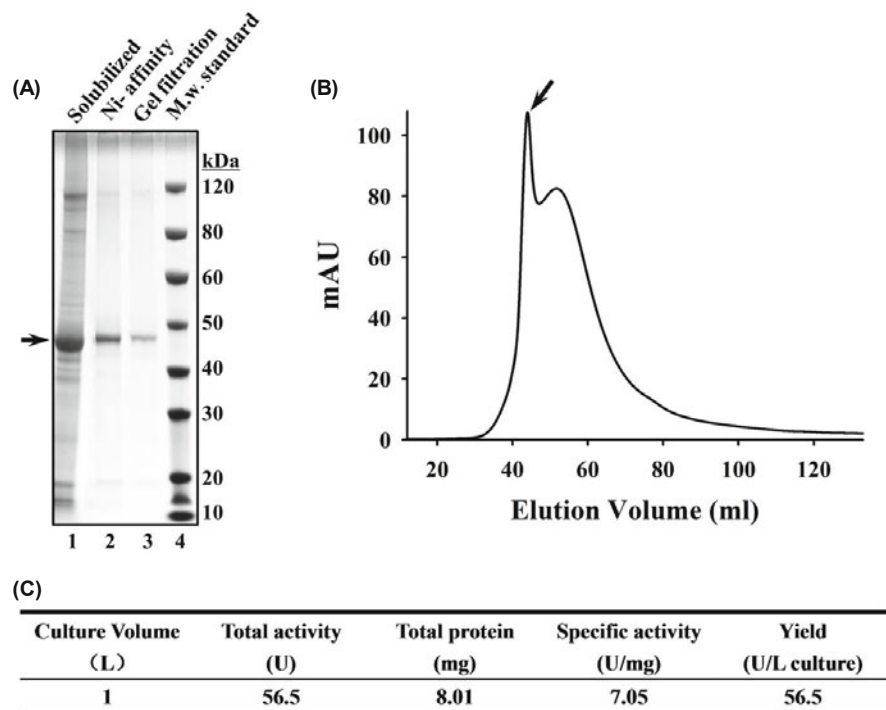 (A)
Solubilized
Ni- affinity
Gel filtration
M.w. standard
kDa
120
80
60
50
40
30
20
10
1 2 3 4
(B)
mAU
100
80
60
40
20
0
20 40 60 80 100 120
Elution Volume (ml)
(C)
Culture Volume Total activity Total protein Specific activity Yield
(L) (U) (mg) (U/mg) (U/L culture)
1 56.5 8.01 7.05 56.5